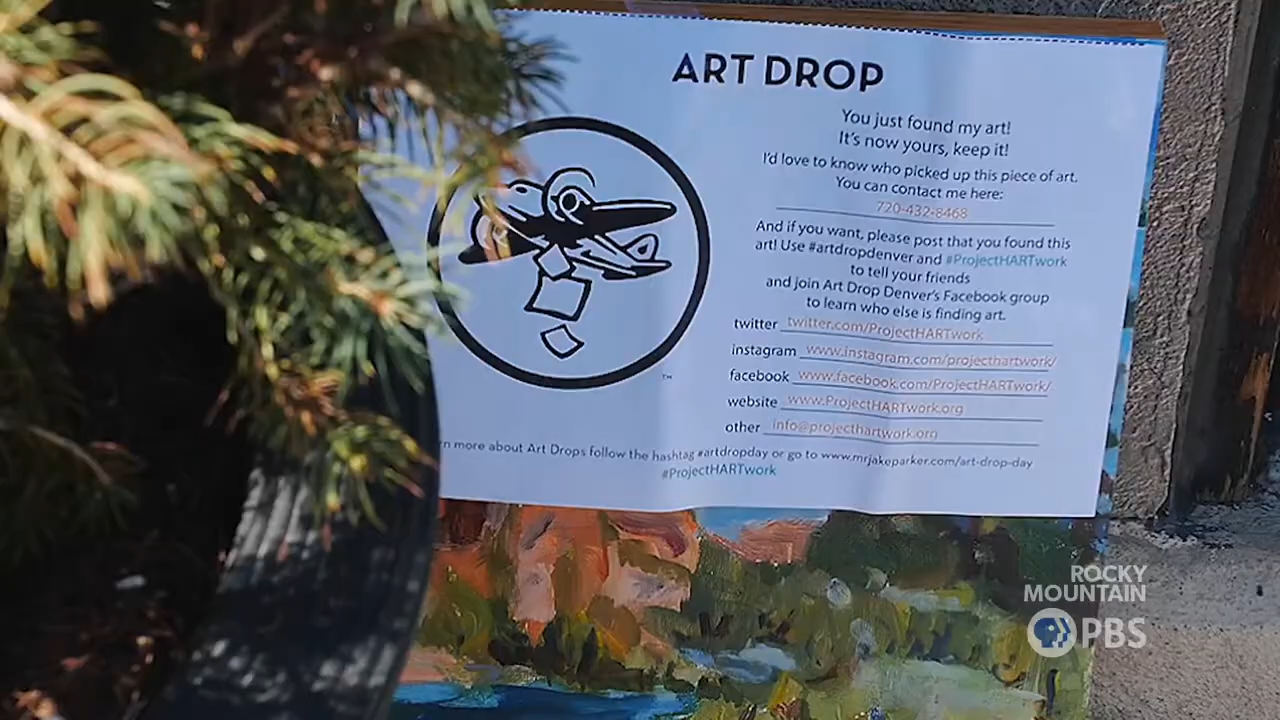 ART DROP
You just found my art!
It's now yours, keep it!
I'd love to know who picked up this piece of art.
You can contact me here:
720-432-8468
And if you want, please post that you found this
art! Use #artdropdenver and #ProjectHARTwork
to tell your friends
and join Art Drop Denver's Facebook group
to learn who else is finding art.
twitter twitter.com/ProjectHARTwork
instagram www.instagram.com/projecthartwork/
facebook www.facebook.com/ProjectHARTwork/
website www.ProjectHARTwork.org
other info@projecthartwork.org
TM
more about Art Drops follow the hashtag #artdropday or go to www.mrjakeparker.com/art-drop-day
#ProjectHARTwork
ROCKY
MOUNTAIN
PBS